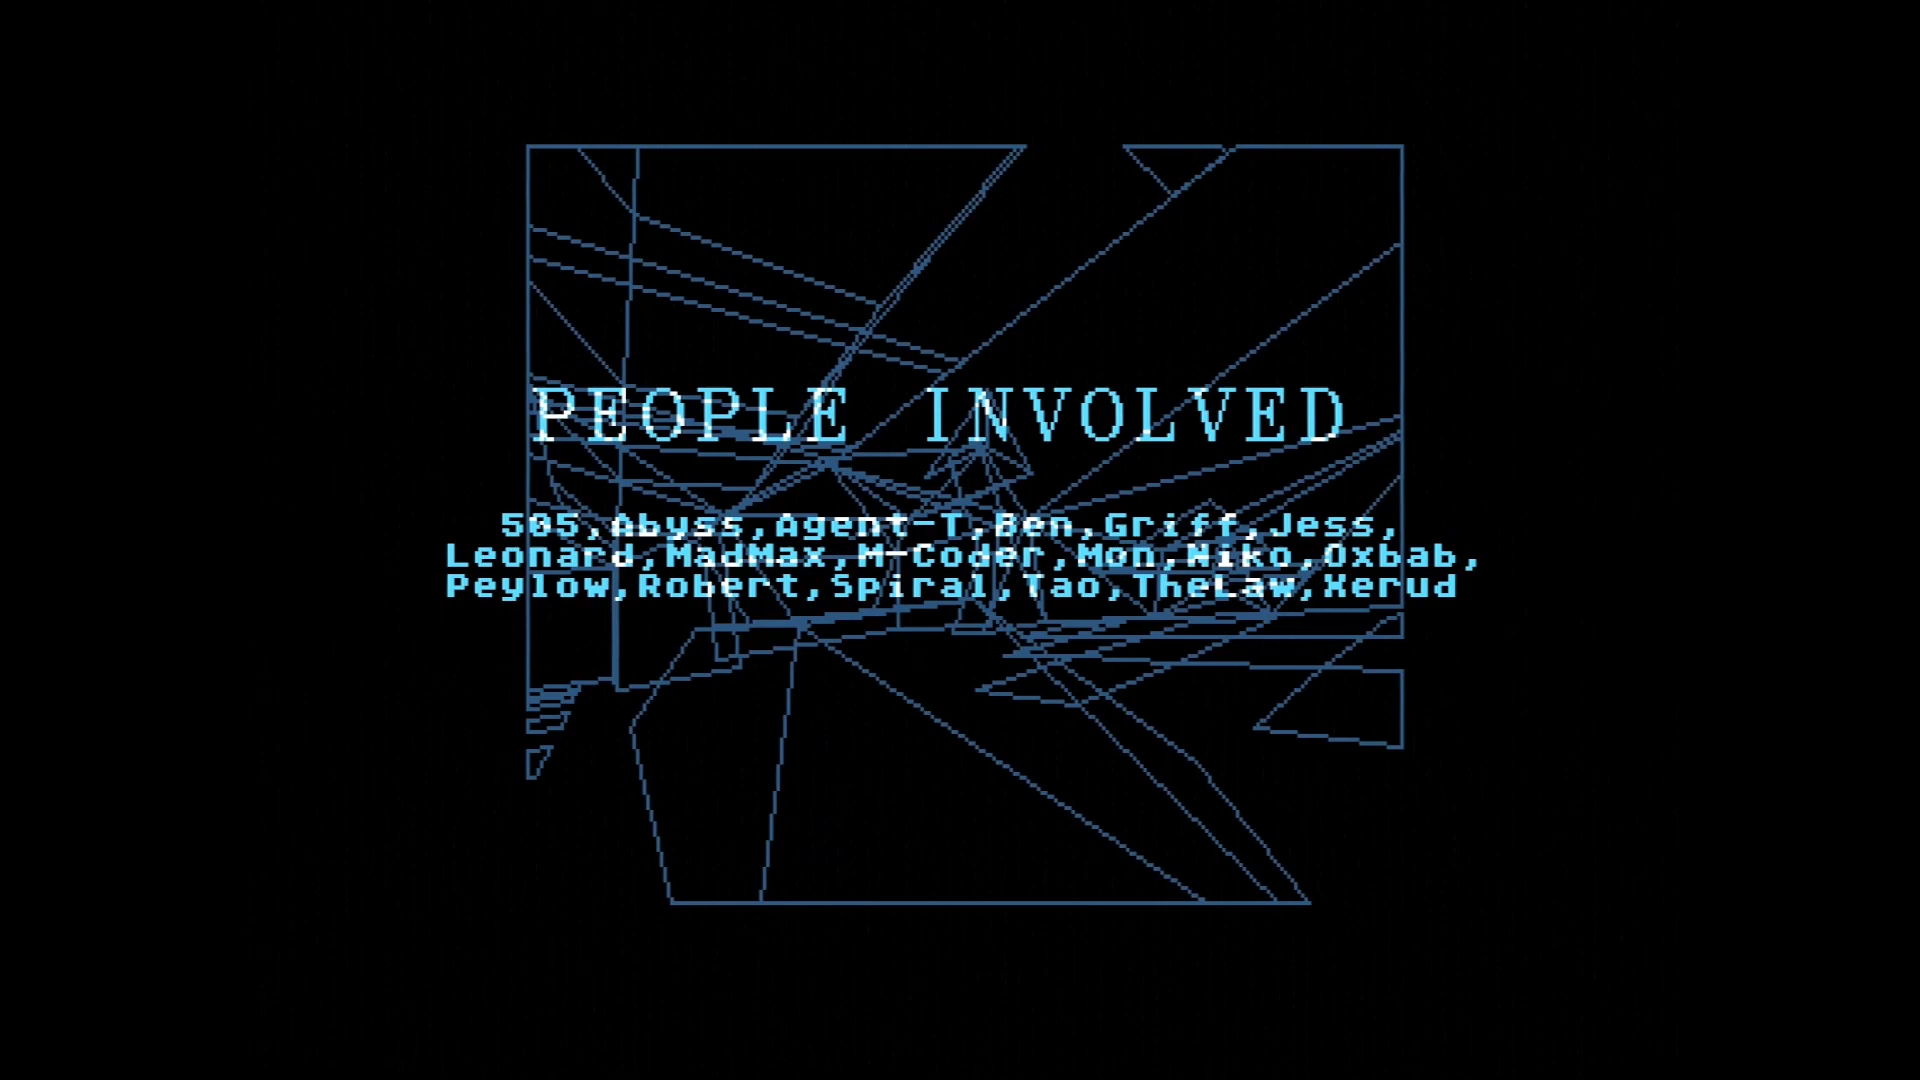 PEOPLE INVOLVED
505,Abyss,Agent-T,Ben,Griff,Jess,
Leonard,MadMax,M-Coder,Mon,Niko,Oxbab,
Peylow,Robert,Spiral,Tao,TheLaw,Xerud